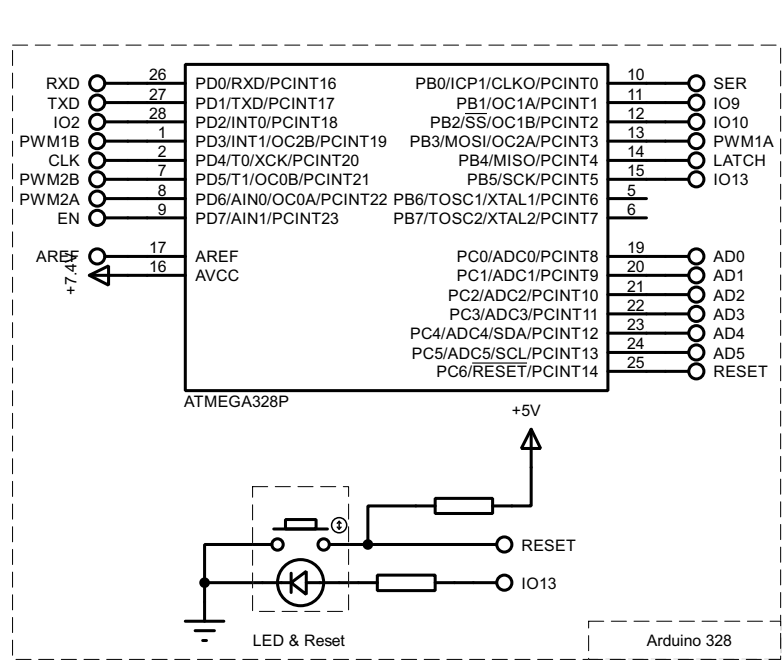 RXD 26 PD0/RXD/PCINT16 PB0/ICP1/CLKO/PCINT0 10 SER
TXD 27 PD1/TXD/PCINT17 PB1/OC1A/PCINT1 11 IO9
IO2 28 PD2/INT0/PCINT18 PB2/SS/OC1B/PCINT2 12 IO10
PWM1B 1 PD3/INT1/OC2B/PCINT19 PB3/MOSI/OC2A/PCINT3 13 PWM1A
CLK 2 PD4/T0/XCK/PCINT20 PB4/MISO/PCINT4 14 LATCH
PWM2B 7 PD5/T1/OC0B/PCINT21 PB5/SCK/PCINT5 15 IO13
PWM2A 8 PD6/AIN0/OC0A/PCINT22 PB6/TOSC1/XTAL1/PCINT6 5
EN 9 PD7/AIN1/PCINT23 PB7/TOSC2/XTAL2/PCINT7 6
AREF 17 AREF PC0/ADC0/PCINT8 19 AD0
+7.4V 16 AVCC PC1/ADC1/PCINT9 20 AD1
PC2/ADC2/PCINT10 21 AD2
PC3/ADC3/PCINT11 22 AD3
PC4/ADC4/SDA/PCINT12 23 AD4
PC5/ADC5/SCL/PCINT13 24 AD5
PC6/RESET/PCINT14 25 RESET
ATMEGA328P
+5V
RESET
IO13
LED & Reset
Arduino 328